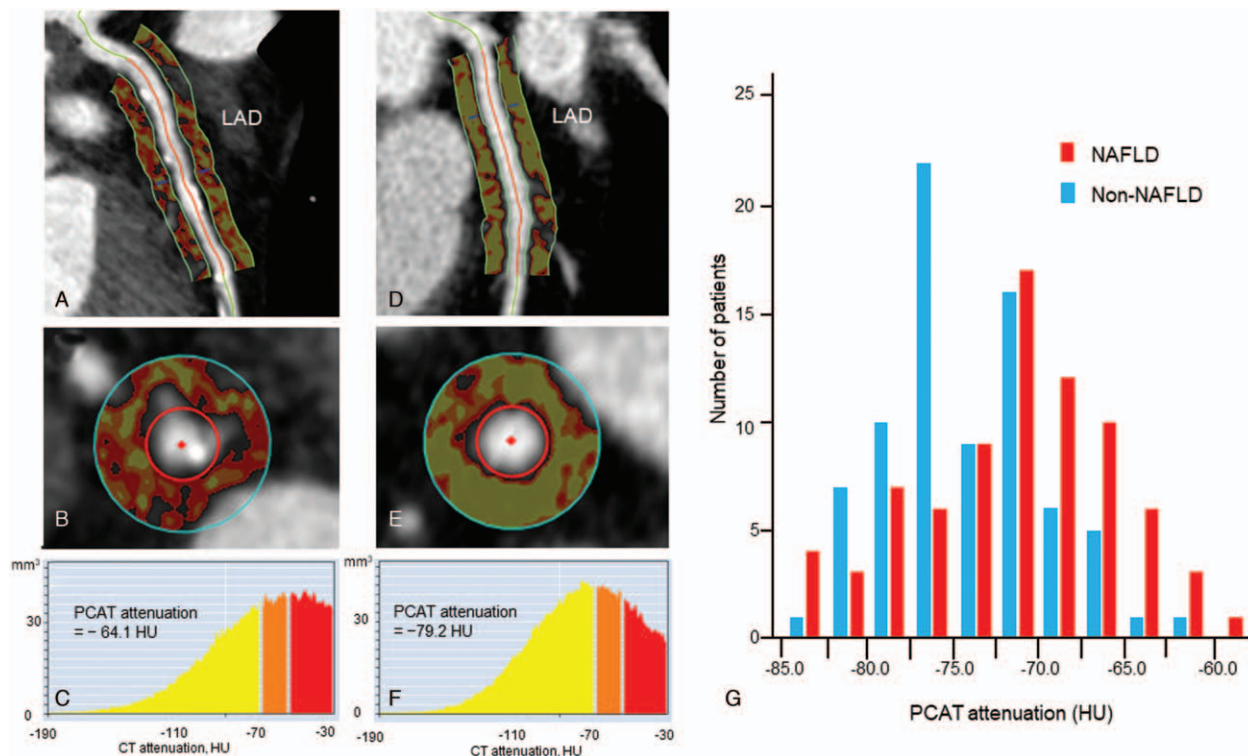 LAD
A
B
mm3
30
0
PCAT attenuation
= – 64.1 HU
C
-190
-110
-70
-30
CT attenuation, HU
LAD
D
E
mm3
30
0
PCAT attenuation
= –79.2 HU
F
-190
-110
-70
-30
CT attenuation, HU
25
20
15
10
5
0
Number of patients
NAFLD
Non-NAFLD
-85.0
-80.0
-75.0
-70.0
-65.0
-60.0
G
PCAT attenuation (HU)